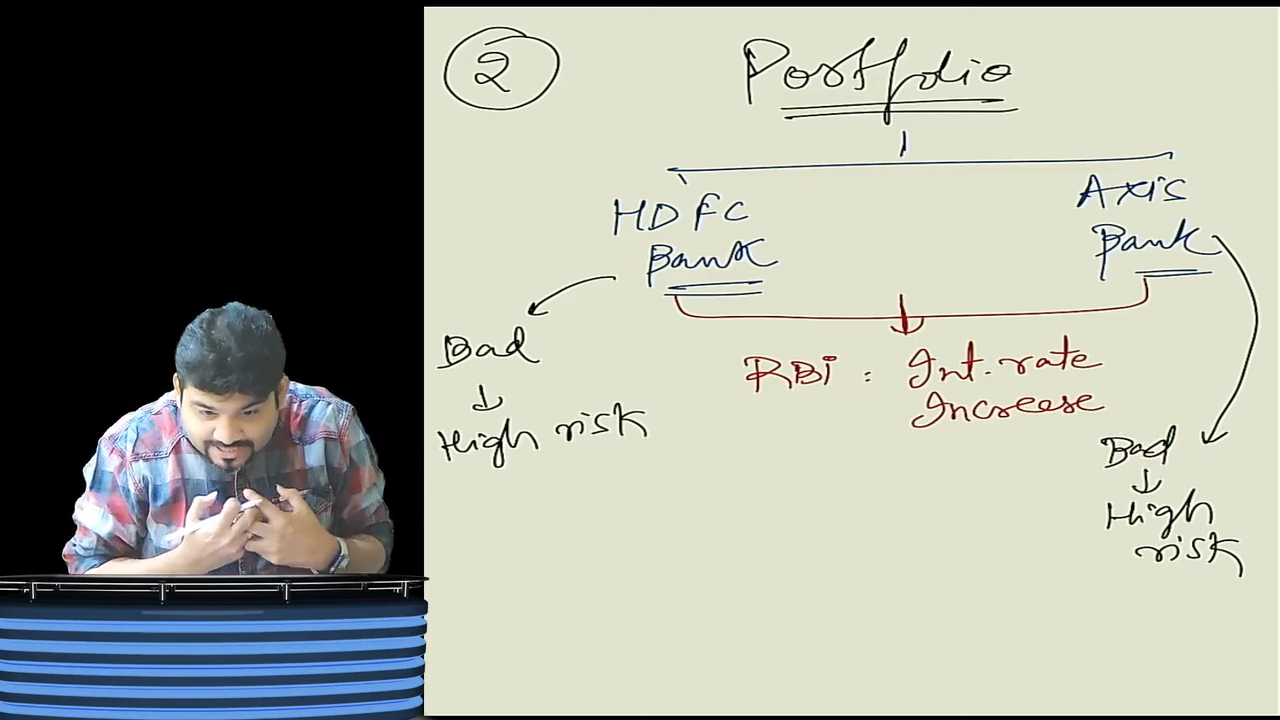 2
Portfolio
HDFC
Bank
Axis
Bank
RBi : Int. rate
Increase
Bad
High risk
Bad
High
risk